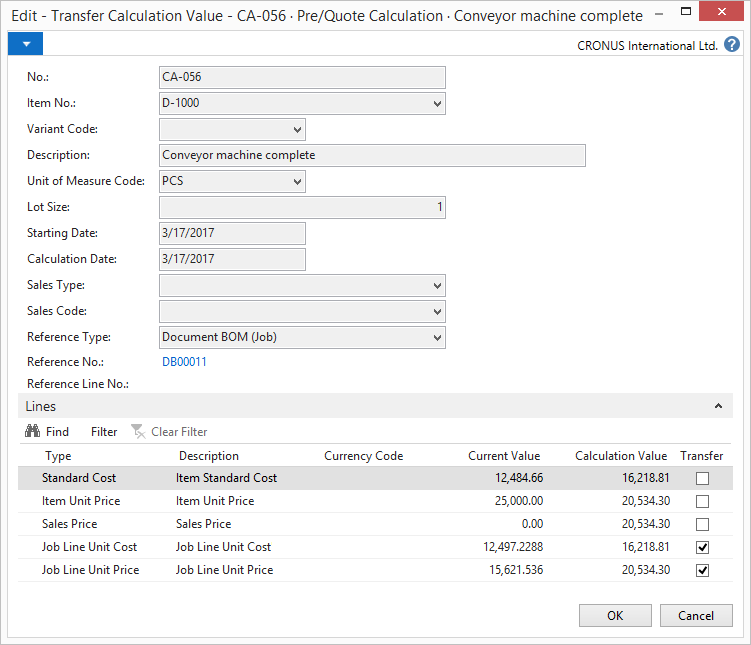 Edit - Transfer Calculation Value - CA-056 · Pre/Quote Calculation · Conveyor machine complete
CRONUS International Ltd. ?
No.: CA-056
Item No.: D-1000
Variant Code:
Description: Conveyor machine complete
Unit of Measure Code: PCS
Lot Size: 1
Starting Date: 3/17/2017
Calculation Date: 3/17/2017
Sales Type:
Sales Code:
Reference Type: Document BOM (Job)
Reference No.: DB00011
Reference Line No.:
Lines
Find Filter Clear Filter
Type Description Currency Code Current Value Calculation Value Transfer
Standard Cost Item Standard Cost 12,484.66 16,218.81
Item Unit Price Item Unit Price 25,000.00 20,534.30
Sales Price Sales Price 0.00 20,534.30
Job Line Unit Cost Job Line Unit Cost 12,497.2288 16,218.81
Job Line Unit Price Job Line Unit Price 15,621.536 20,534.30
OK Cancel